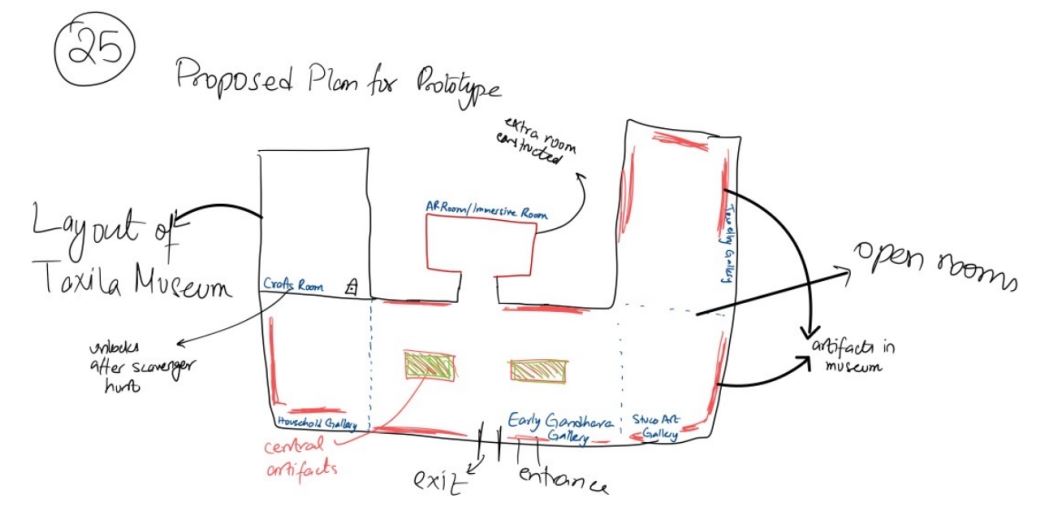 25
Proposed Plan for Prototype
extra room
constructed
AR Room/Immersive Room
Layout of
Taxila Museum
Crafts Room
Jewellry Gallery
open rooms
unlocks
after scavenger
hunt
artifacts in
museum
Household Gallery
Early Gandhara
Gallery
Stuco Art
Gallery
central
artifacts
exit
entrance